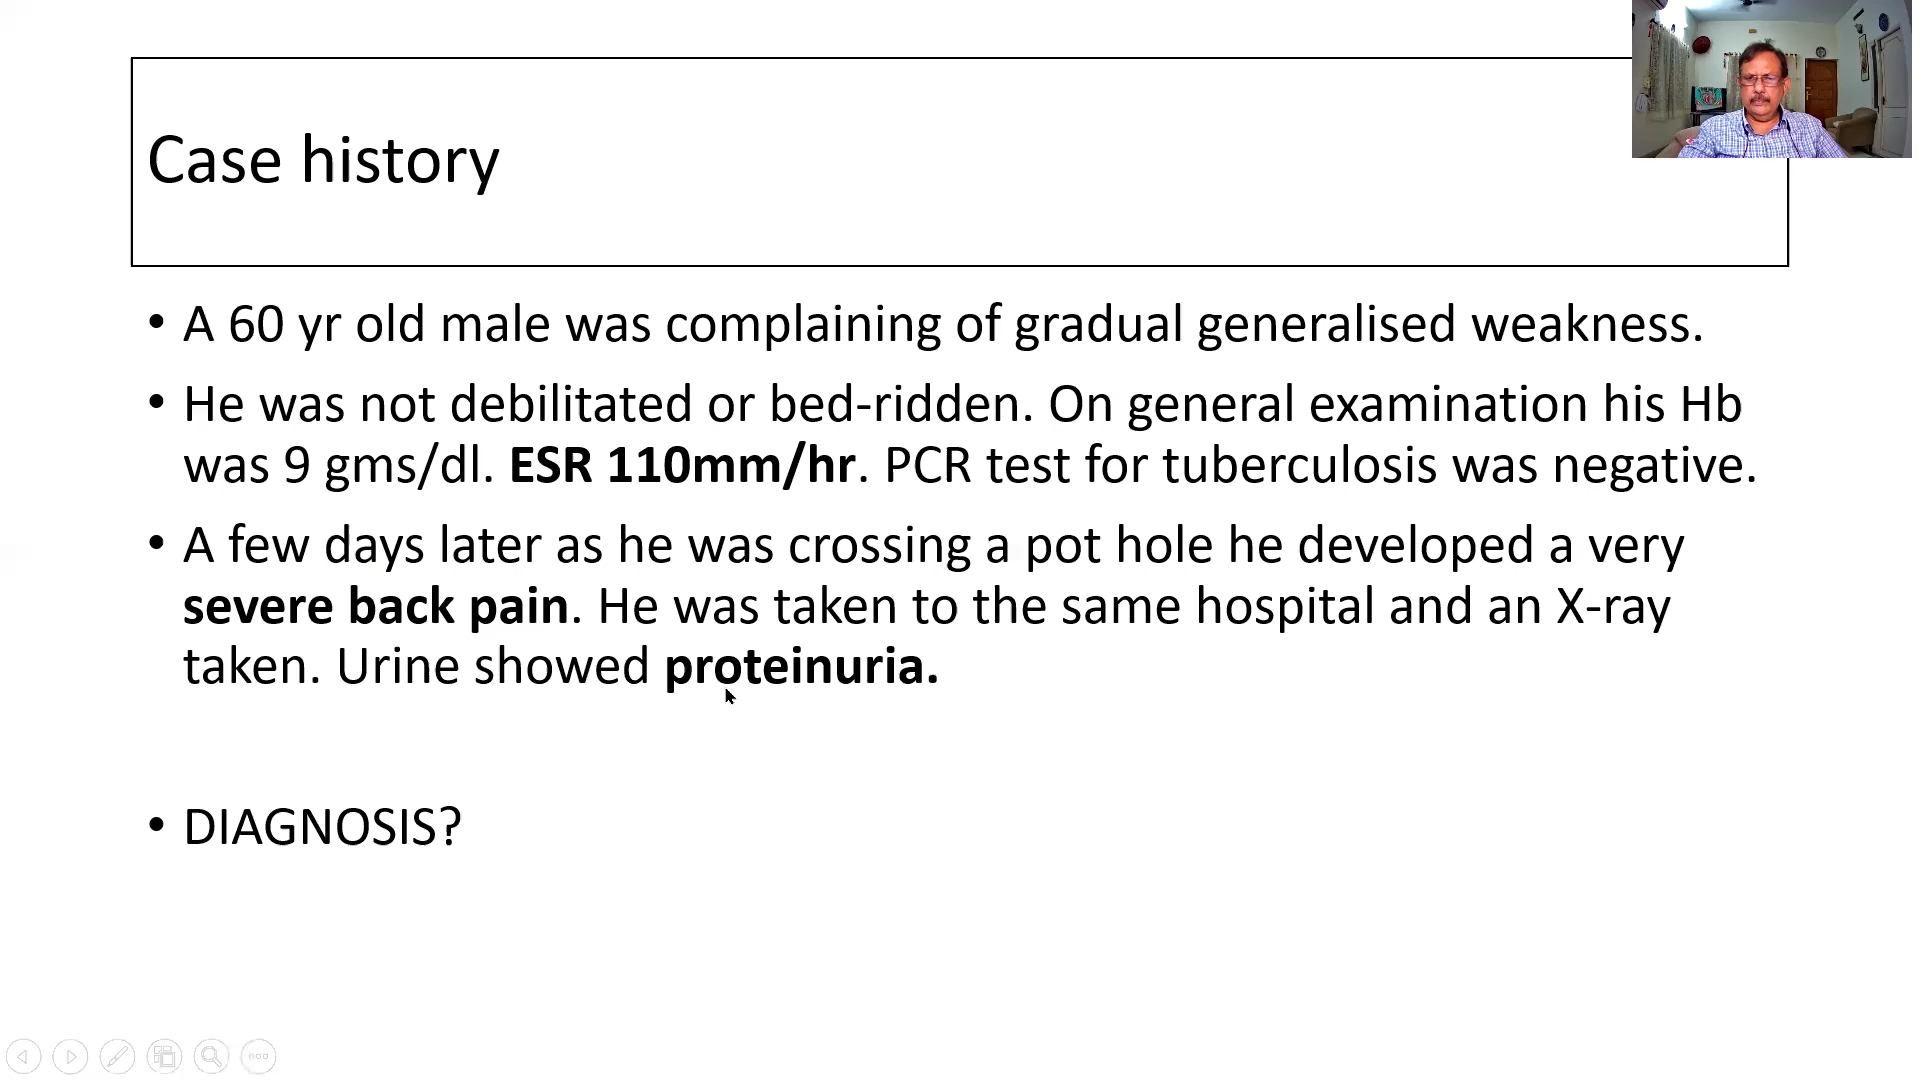 Case history
• A 60 yr old male was complaining of gradual generalised weakness.
• He was not debilitated or bed-ridden. On general examination his Hb
was 9 gms/dl. ESR 110mm/hr. PCR test for tuberculosis was negative.
• A few days later as he was crossing a pot hole he developed a very
severe back pain. He was taken to the same hospital and an X-ray
taken. Urine showed proteinuria.
• DIAGNOSIS?